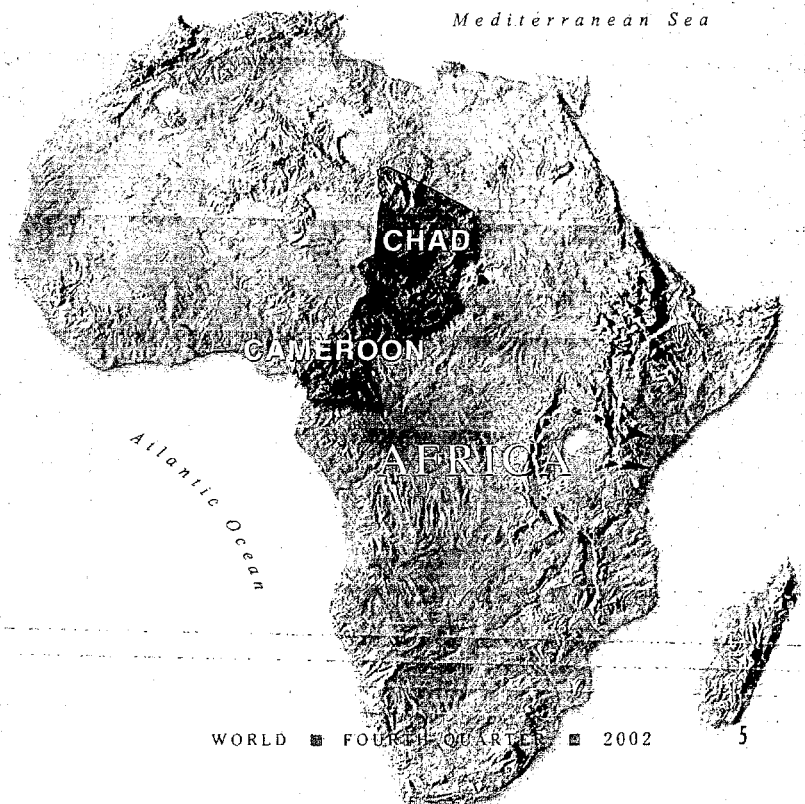 Mediterranean Sea
CHAD
CAMEROON
AFRICA
Atlantic Ocean
WORLD ■ FOURTH QUARTER ■ 2002 5